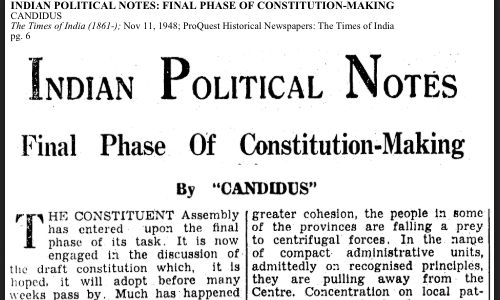 INDIAN POLITICAL NOTES: FINAL PHASE OF CONSTITUTION-MAKING
CANDIDUS
The Times of India (1861-); Nov 11, 1948; ProQuest Historical Newspapers: The Times of India
pg. 6
INDIAN POLITICAL NOTES
Final Phase Of Constitution-Making
By "CANDIDUS"
THE CONSTITUENT Assembly
has entered upon the final
phase of its task. It is now
engaged in the discussion of
the draft constitution which, it is
hoped, it will adopt before many
weeks pass by. Much has happened
greater cohesion, the people in some
of the provinces are falling a prey
to centrifugal forces. In the name
of compact administrative units,
admittedly on recognised principles,
they are pulling away from the
Centre. Concentration on local pat-